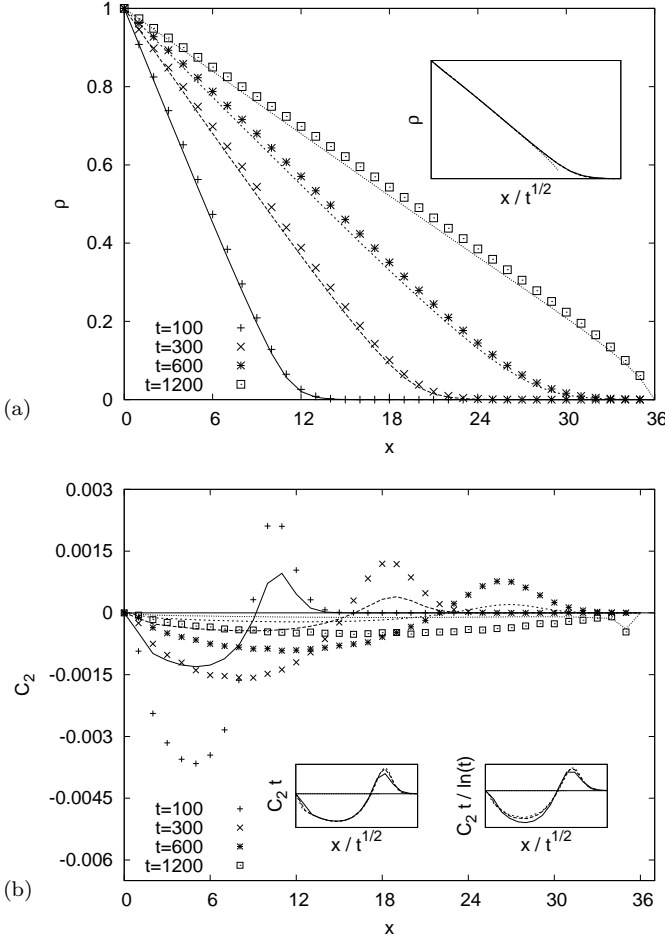 1
0.8
0.6
0.4
0.2
0
ρ
ρ
x / t^{1/2}
t=100
t=300
t=600
t=1200
0 6 12 18 24 30 36
x
(a)
0.003
0.0015
0
-0.0015
-0.003
-0.0045
-0.006
C_2
C_2 t
x / t^{1/2}
C_2 t / ln(t)
x / t^{1/2}
t=100
t=300
t=600
t=1200
0 6 12 18 24 30 36
x
(b)